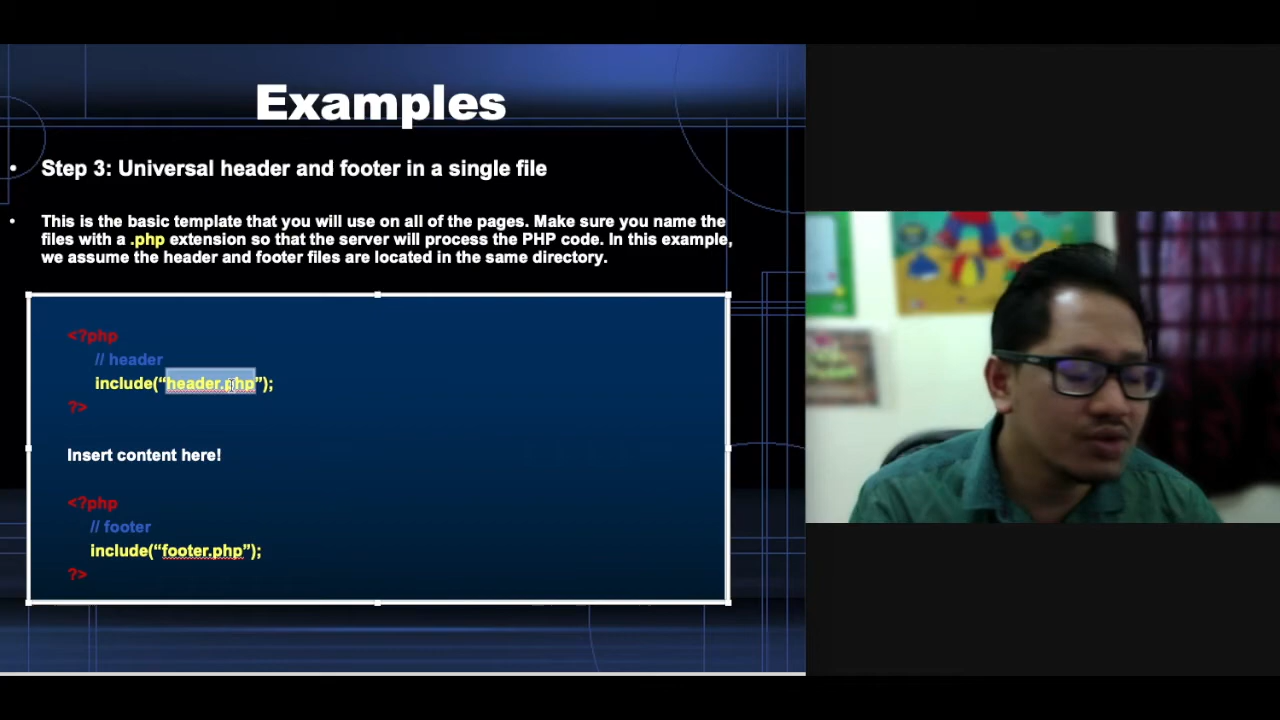 Examples
• Step 3: Universal header and footer in a single file
• This is the basic template that you will use on all of the pages. Make sure you name the
files with a .php extension so that the server will process the PHP code. In this example,
we assume the header and footer files are located in the same directory.
<?php
// header
include(“header.php”);
?>
Insert content here!
<?php
// footer
include(“footer.php”);
?>